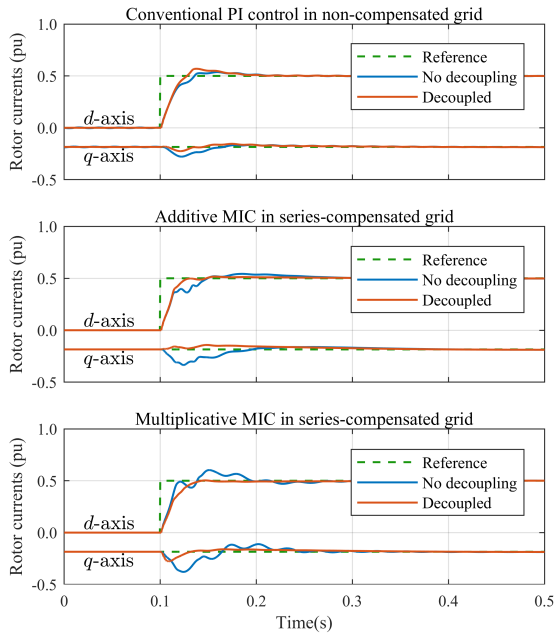 Conventional PI control in non-compensated grid
Rotor currents (pu)
1.0
0.5
0.0
-0.5
d-axis
q-axis
Reference
No decoupling
Decoupled
Additive MIC in series-compensated grid
Rotor currents (pu)
1.0
0.5
0.0
-0.5
d-axis
q-axis
Reference
No decoupling
Decoupled
Multiplicative MIC in series-compensated grid
Rotor currents (pu)
1.0
0.5
0.0
-0.5
d-axis
q-axis
Reference
No decoupling
Decoupled
0 0.1 0.2 0.3 0.4 0.5
Time(s)